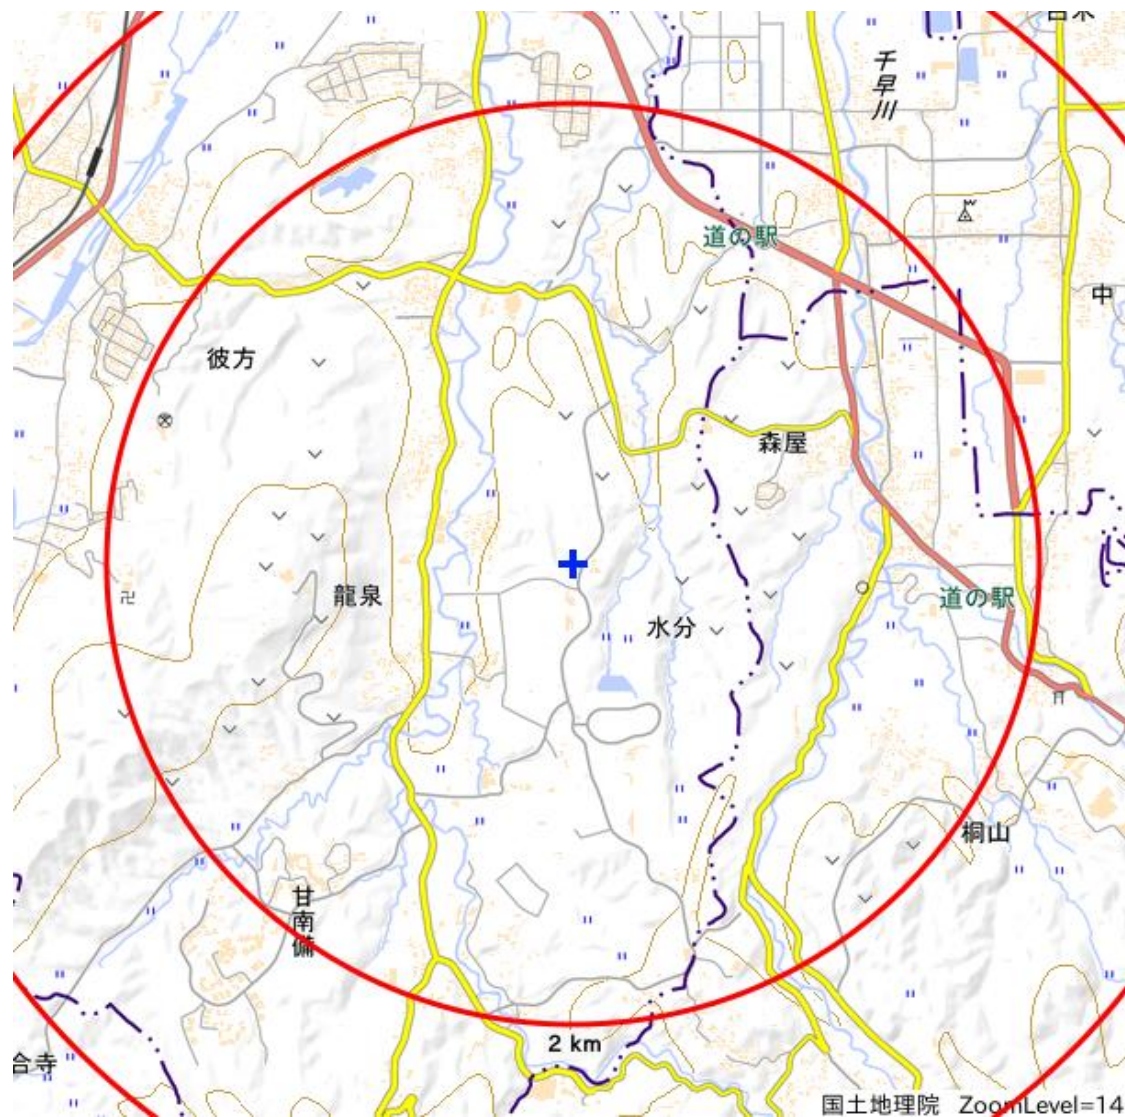 千
早
川
道の駅
中
彼方
森屋
龍泉
道の駅
水分
桐山
甘
南
備
2 km
合寺
国土地理院 ZoomLevel=14